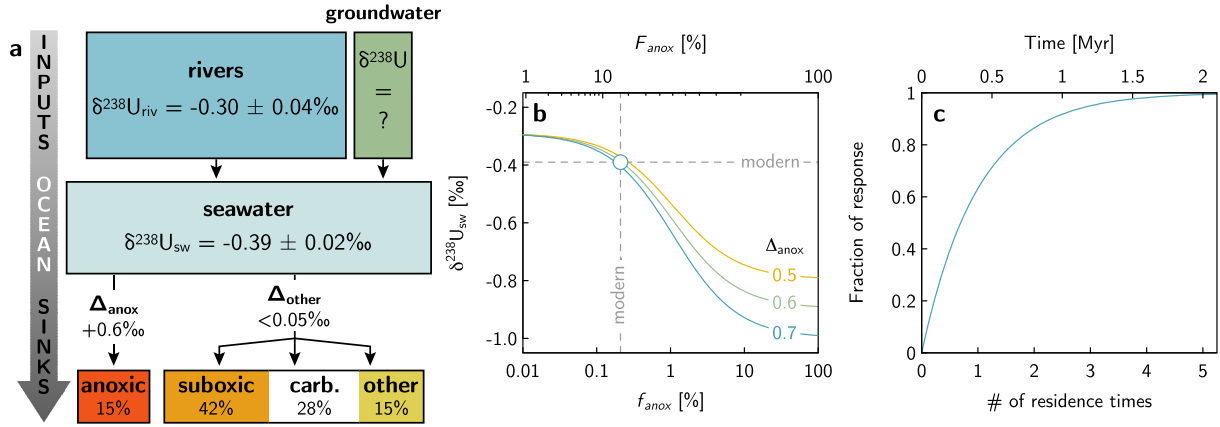 a
INPUTS OCEAN SINKS
groundwater
rivers
δ²³⁸Uriv = -0.30 ± 0.04‰
δ²³⁸U
=
?
seawater
δ²³⁸Usw = -0.39 ± 0.02‰
Δanox
+0.6‰
Δother
<0.05‰
anoxic
15%
suboxic
42%
carb.
28%
other
15%
Fanox [%]
1 10 100
b
-0.2
-0.4
-0.6
-0.8
-1.0
δ²³⁸Usw [‰]
modern
modern
Δanox
0.5
0.6
0.7
0.01 0.1 1 10 100
fanox [%]
Time [Myr]
0 0.5 1 1.5 2
c
1
0.8
0.6
0.4
0.2
0
Fraction of response
0 1 2 3 4 5
# of residence times